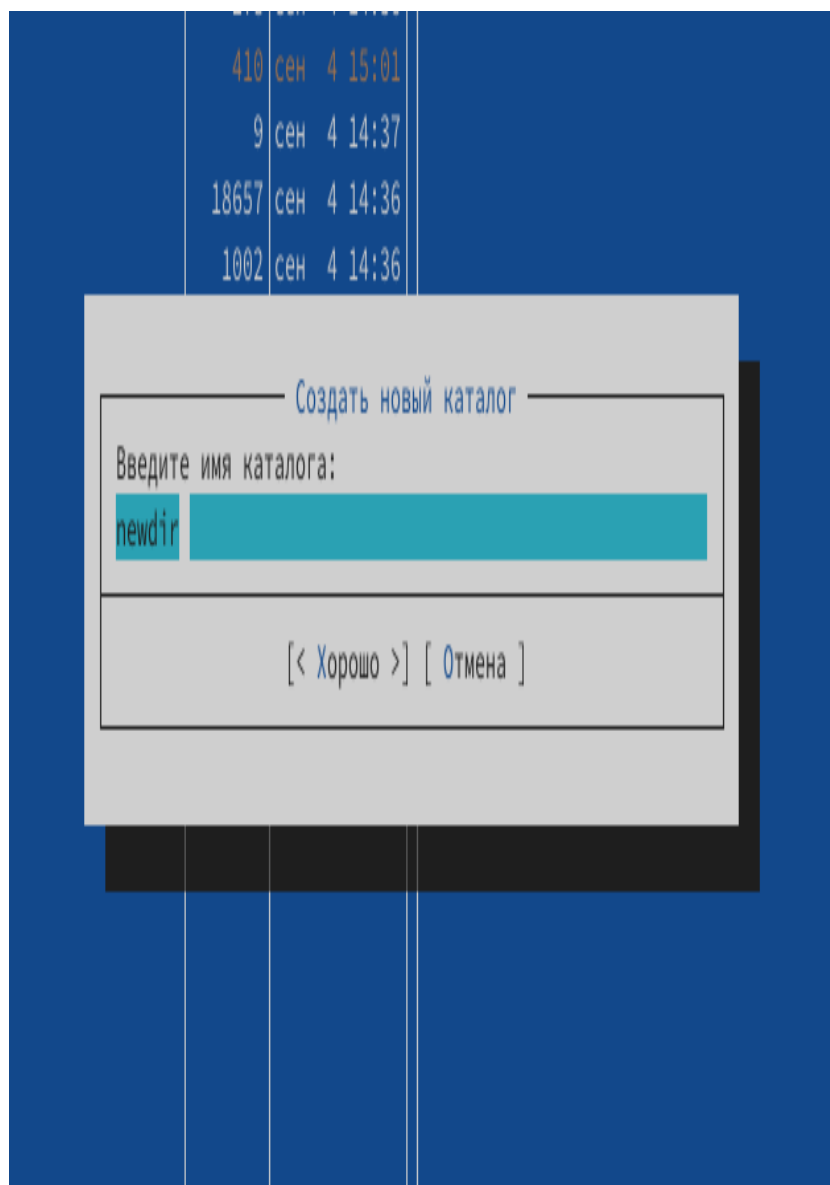 410 сен 4 15:01
9 сен 4 14:37
18657 сен 4 14:36
1002 сен 4 14:36
Создать новый каталог
Введите имя каталога:
newdir
[< Хорошо >] [ Отмена ]